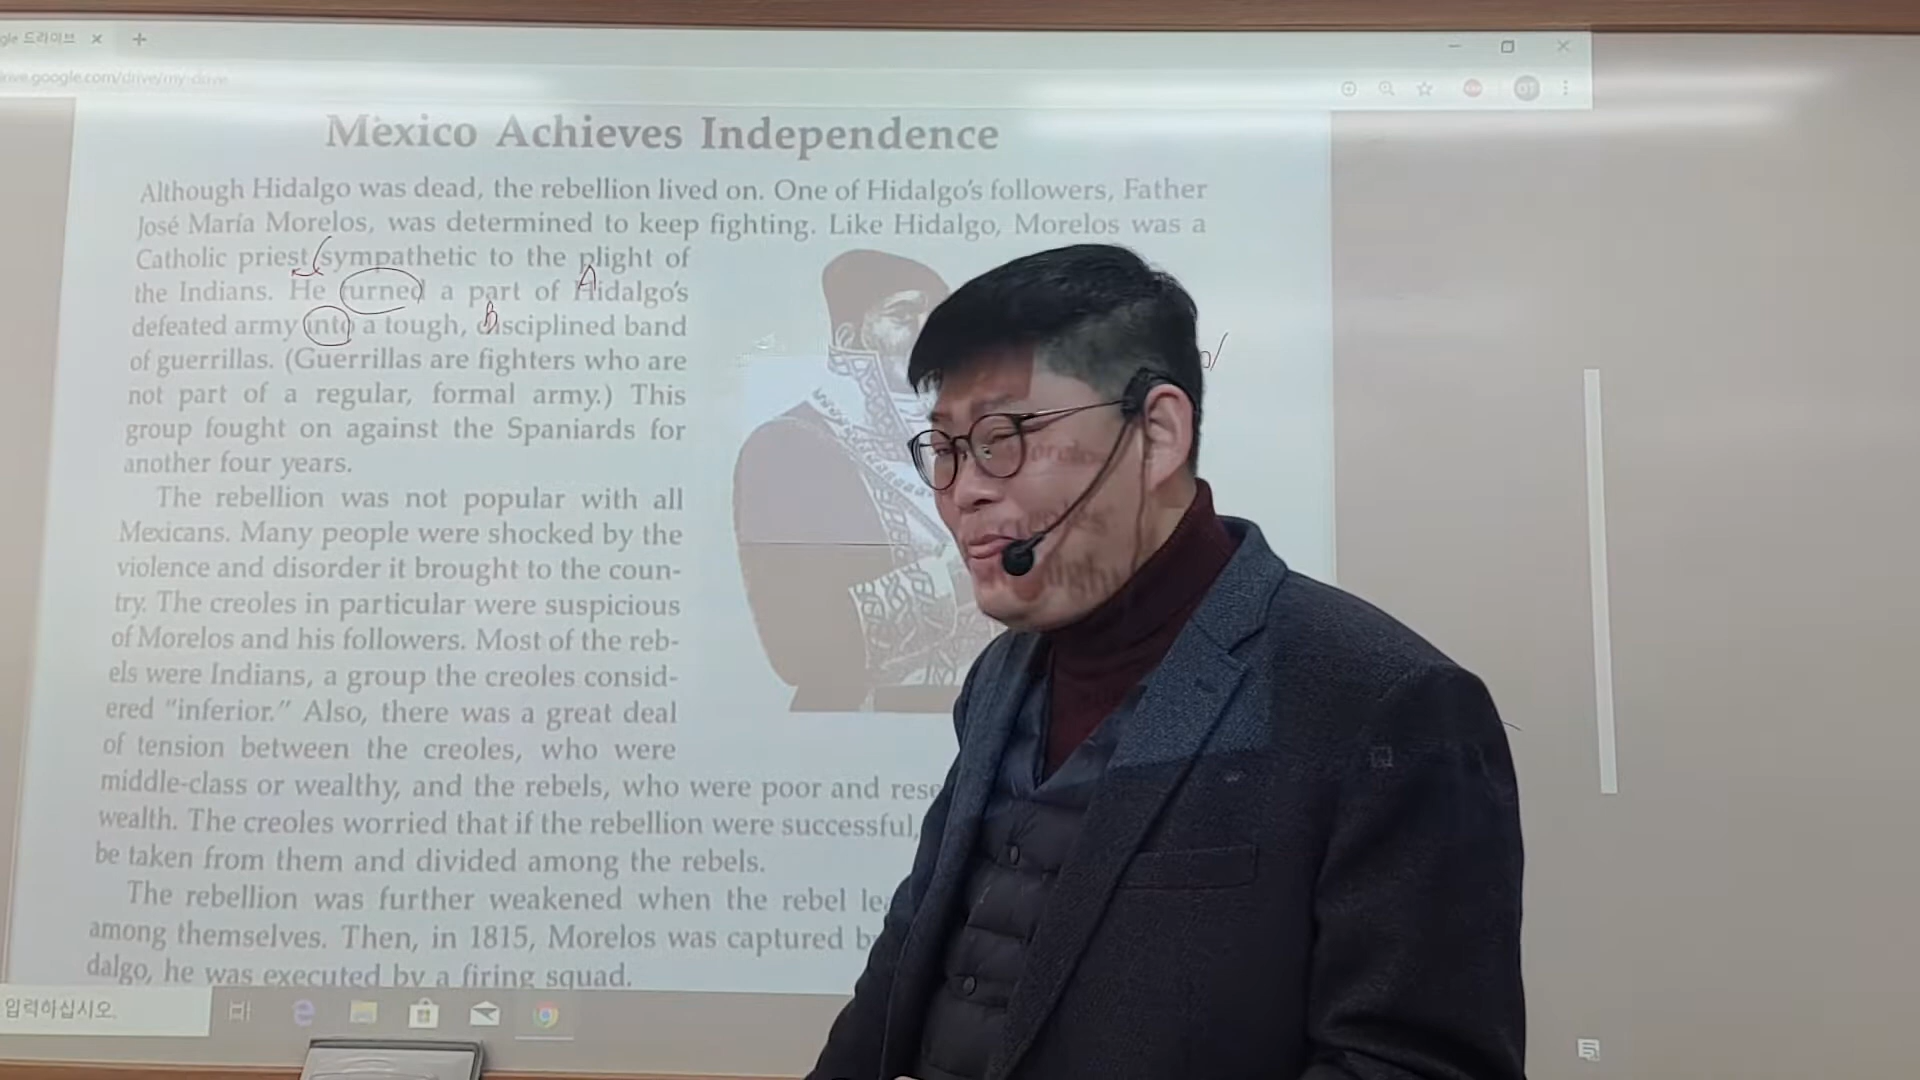 gle 드라이브
ive.google.com/drive/my-drive
Mexico Achieves Independence
Although Hidalgo was dead, the rebellion lived on. One of Hidalgo's followers, Father
José María Morelos, was determined to keep fighting. Like Hidalgo, Morelos was a
Catholic priest (sympathetic to the plight of
the Indians. He turned a part of Hidalgo's
A
defeated army into a tough, disciplined band
B
of guerrillas. (Guerrillas are fighters who are
not part of a regular, formal army.) This
group fought on against the Spaniards for
another four years.
The rebellion was not popular with all
Mexicans. Many people were shocked by the
violence and disorder it brought to the coun-
try. The creoles in particular were suspicious
of Morelos and his followers. Most of the reb-
els were Indians, a group the creoles consid-
ered "inferior." Also, there was a great deal
of tension between the creoles, who were
middle-class or wealthy, and the rebels, who were poor and rese
wealth. The creoles worried that if the rebellion were successful,
be taken from them and divided among the rebels.
The rebellion was further weakened when the rebel lea
among themselves. Then, in 1815, Morelos was captured b
dalgo, he was executed by a firing squad.
입력하십시오.